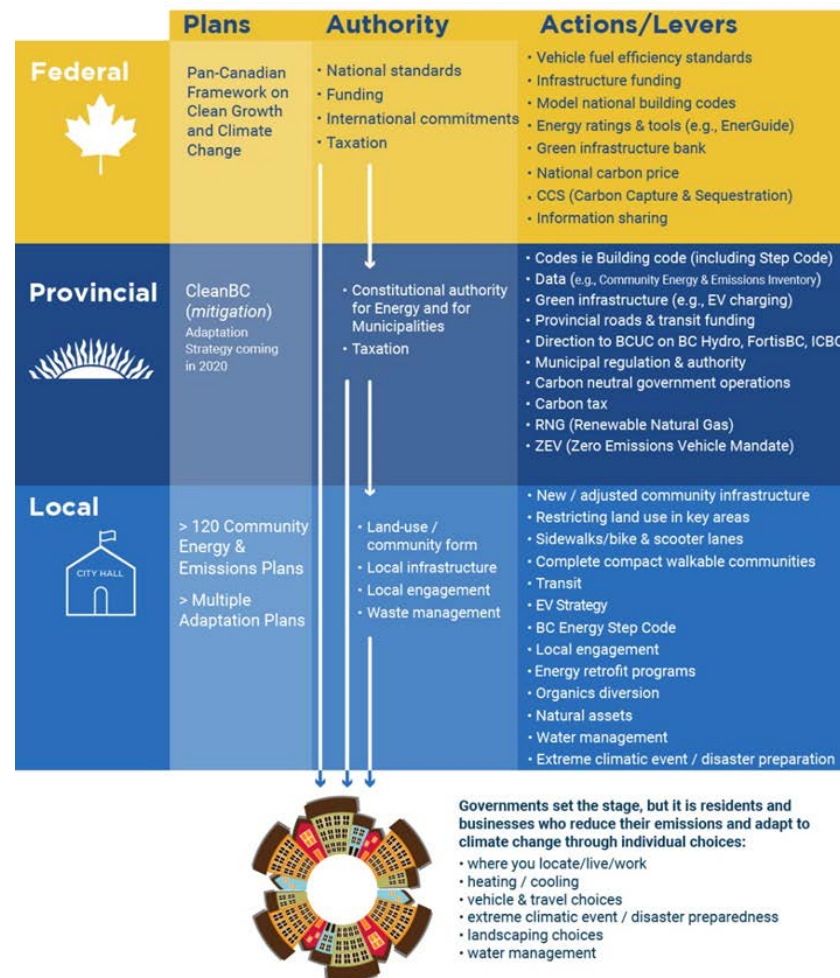 Plans
Authority
Actions/Levers
Federal
Pan-Canadian
Framework on
Clean Growth
and Climate
Change
• National standards
• Funding
• International commitments
• Taxation
• Vehicle fuel efficiency standards
• Infrastructure funding
• Model national building codes
• Energy ratings & tools (e.g., EnerGuide)
• Green infrastructure bank
• National carbon price
• CCS (Carbon Capture & Sequestration)
• Information sharing
Provincial
CleanBC
(mitigation)
Adaptation
Strategy coming
in 2020
• Constitutional authority
for Energy and for
Municipalities
• Taxation
• Codes ie Building code (including Step Code)
• Data (e.g., Community Energy & Emissions Inventory)
• Green infrastructure (e.g., EV charging)
• Provincial roads & transit funding
• Direction to BCUC on BC Hydro, FortisBC, ICBC
• Municipal regulation & authority
• Carbon neutral government operations
• Carbon tax
• RNG (Renewable Natural Gas)
• ZEV (Zero Emissions Vehicle Mandate)
Local
CITY HALL
> 120 Community
Energy &
Emissions Plans
> Multiple
Adaptation Plans
• Land-use /
community form
• Local infrastructure
• Local engagement
• Waste management
• New / adjusted community infrastructure
• Restricting land use in key areas
• Sidewalks/bike & scooter lanes
• Complete compact walkable communities
• Transit
• EV Strategy
• BC Energy Step Code
• Local engagement
• Energy retrofit programs
• Organics diversion
• Natural assets
• Water management
• Extreme climatic event / disaster preparation
Governments set the stage, but it is residents and
businesses who reduce their emissions and adapt to
climate change through individual choices:
• where you locate/live/work
• heating / cooling
• vehicle & travel choices
• extreme climatic event / disaster preparedness
• landscaping choices
• water management